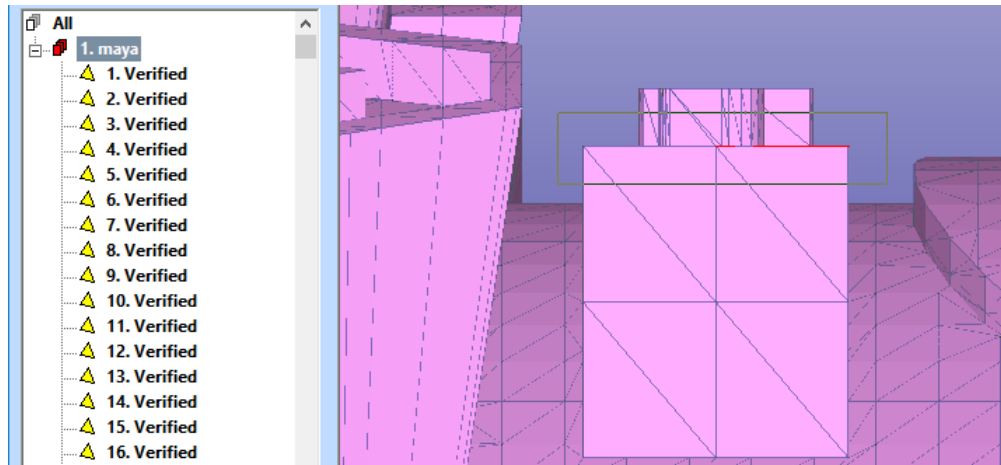 All
1. maya
1. Verified
2. Verified
3. Verified
4. Verified
5. Verified
6. Verified
7. Verified
8. Verified
9. Verified
10. Verified
11. Verified
12. Verified
13. Verified
14. Verified
15. Verified
16. Verified